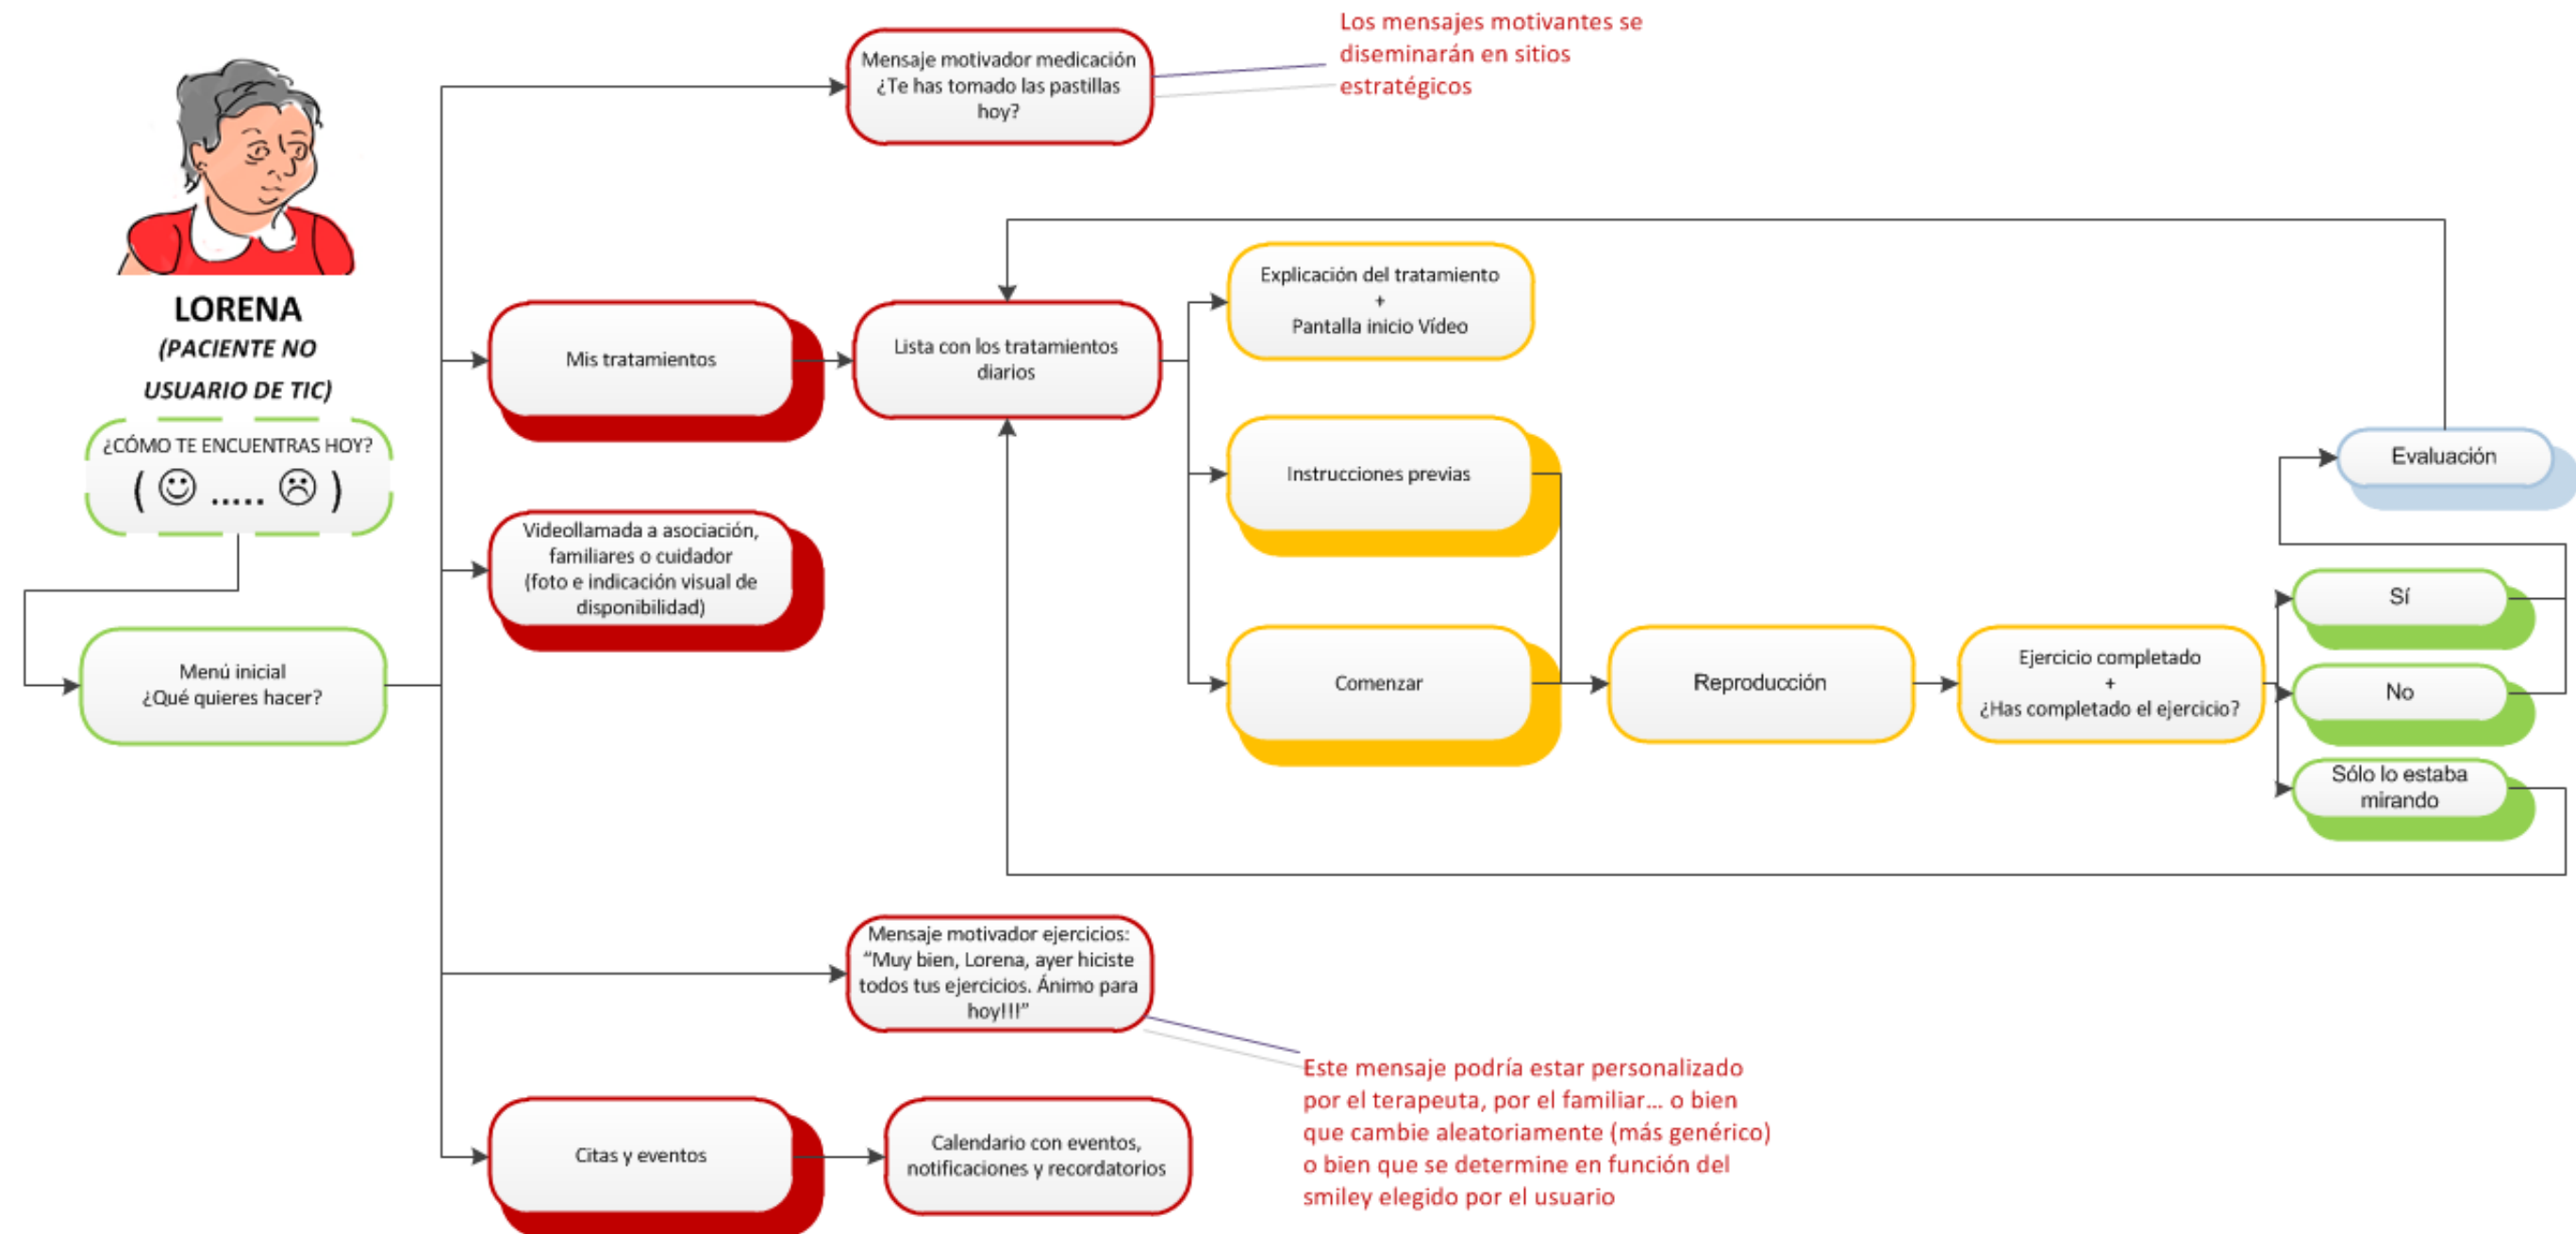 LORENA
(PACIENTE NO
USUARIO DE TIC)
¿CÓMO TE ENCUENTRAS HOY?
( ☺ ..... ☹ )
Menú inicial
¿Qué quieres hacer?
Mensaje motivador medicación
¿Te has tomado las pastillas
hoy?
Los mensajes motivantes se
diseminarán en sitios
estratégicos
Mis tratamientos
Lista con los tratamientos
diarios
Explicación del tratamiento
+
Pantalla inicio Vídeo
Instrucciones previas
Comenzar
Reproducción
Ejercicio completado
+
¿Has completado el ejercicio?
Evaluación
Sí
No
Sólo lo estaba
mirando
Videollamada a asociación,
familiares o cuidador
(foto e indicación visual de
disponibilidad)
Mensaje motivador ejercicios:
“Muy bien, Lorena, ayer hiciste
todos tus ejercicios. Ánimo para
hoy!!!”
Este mensaje podría estar personalizado
por el terapeuta, por el familiar... o bien
que cambie aleatoriamente (más genérico)
o bien que se determine en función del
smiley elegido por el usuario
Citas y eventos
Calendario con eventos,
notificaciones y recordatorios